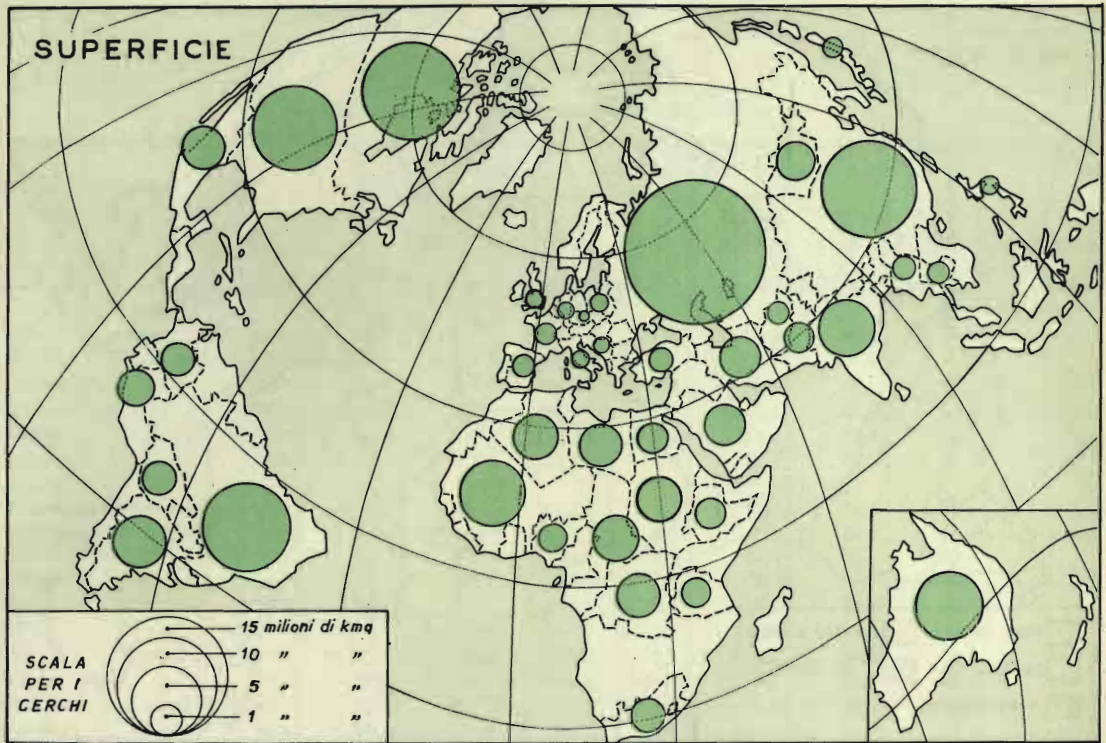 SUPERFICIE
SCALA
PER I
CERCHI
15 milioni di kmq
10 " "
5 " "
1 " "